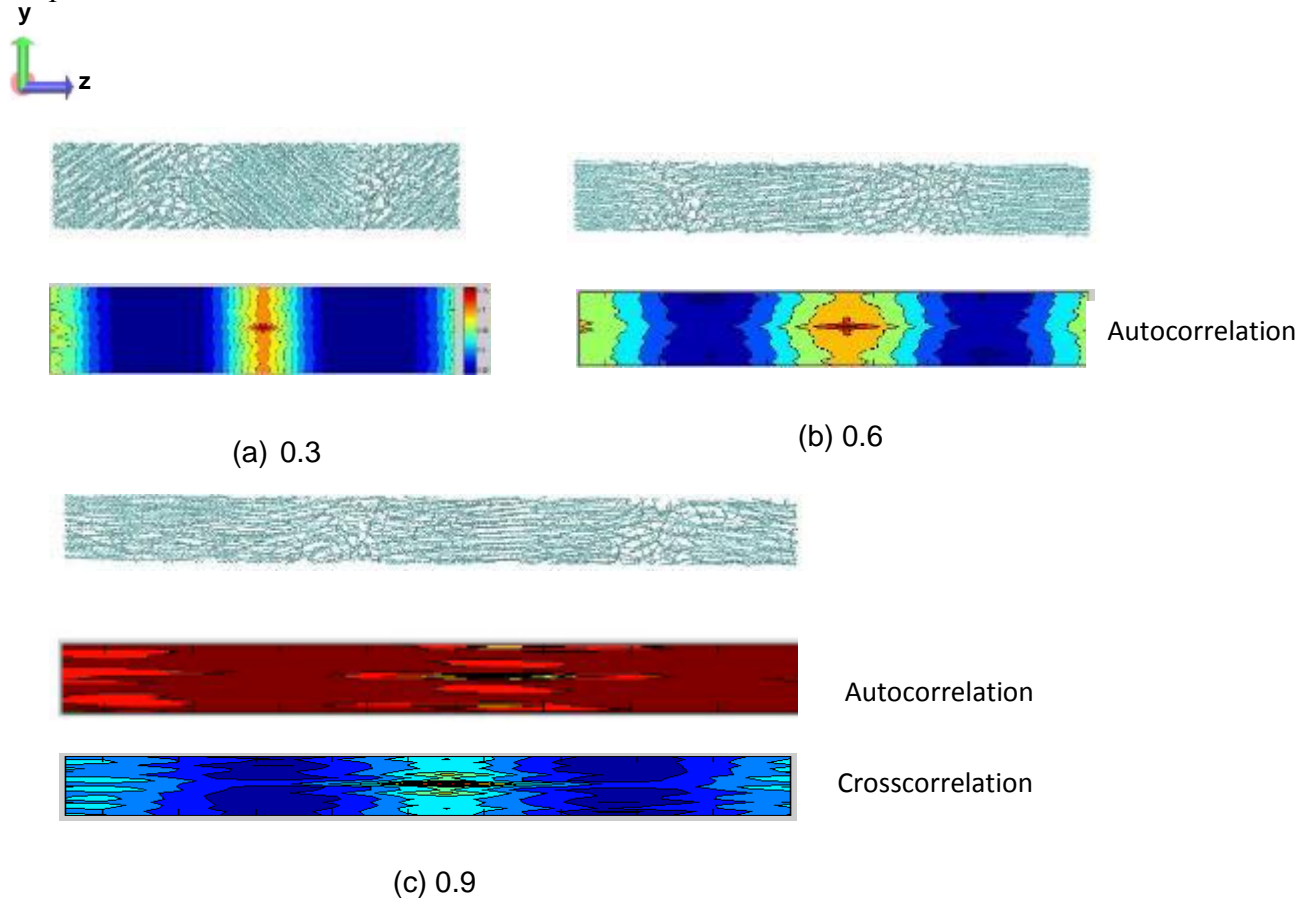 y
z
Autocorrelation
(a) 0.3
(b) 0.6
Autocorrelation
Crosscorrelation
(c) 0.9